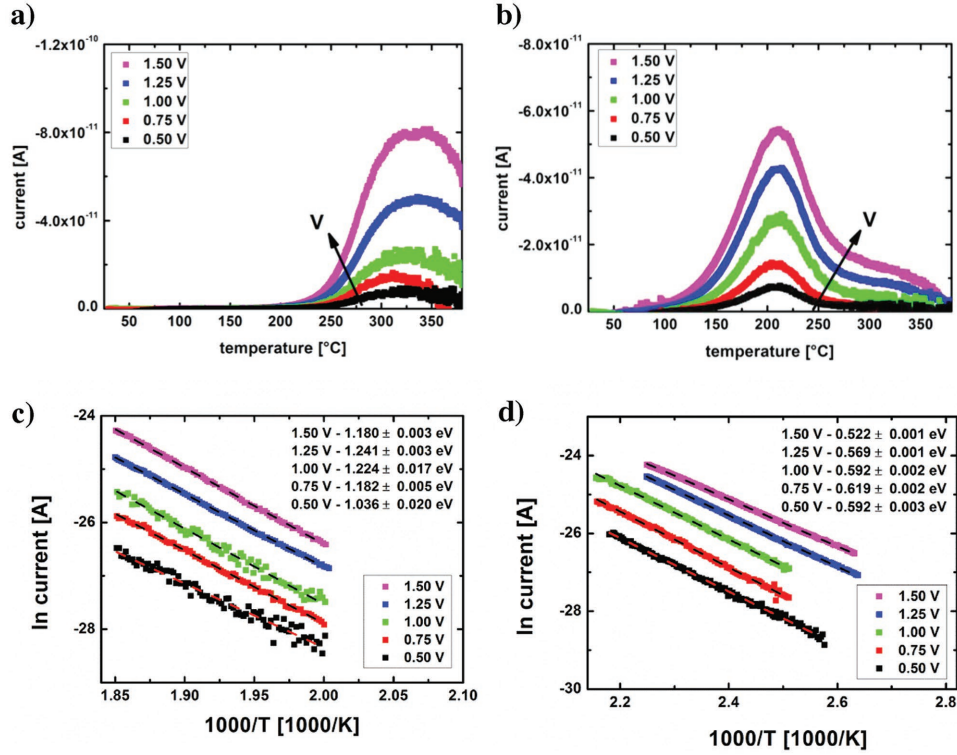 a)
-1.2x10⁻¹⁰
-8.0x10⁻¹¹
-4.0x10⁻¹¹
0.0
current [A]
1.50 V
1.25 V
1.00 V
0.75 V
0.50 V
V
50 100 150 200 250 300 350
temperature [°C]
b)
-8.0x10⁻¹¹
-6.0x10⁻¹¹
-4.0x10⁻¹¹
-2.0x10⁻¹¹
0.0
current [A]
1.50 V
1.25 V
1.00 V
0.75 V
0.50 V
V
50 100 150 200 250 300 350
temperature [°C]
c)
-24
-26
-28
ln current [A]
1.50 V - 1.180 ± 0.003 eV
1.25 V - 1.241 ± 0.003 eV
1.00 V - 1.224 ± 0.017 eV
0.75 V - 1.182 ± 0.005 eV
0.50 V - 1.036 ± 0.020 eV
1.50 V
1.25 V
1.00 V
0.75 V
0.50 V
1.85 1.90 1.95 2.00 2.05 2.10
1000/T [1000/K]
d)
-24
-26
-28
-30
ln current [A]
1.50 V - 0.522 ± 0.001 eV
1.25 V - 0.569 ± 0.001 eV
1.00 V - 0.592 ± 0.002 eV
0.75 V - 0.619 ± 0.002 eV
0.50 V - 0.592 ± 0.003 eV
1.50 V
1.25 V
1.00 V
0.75 V
0.50 V
2.2 2.4 2.6 2.8
1000/T [1000/K]